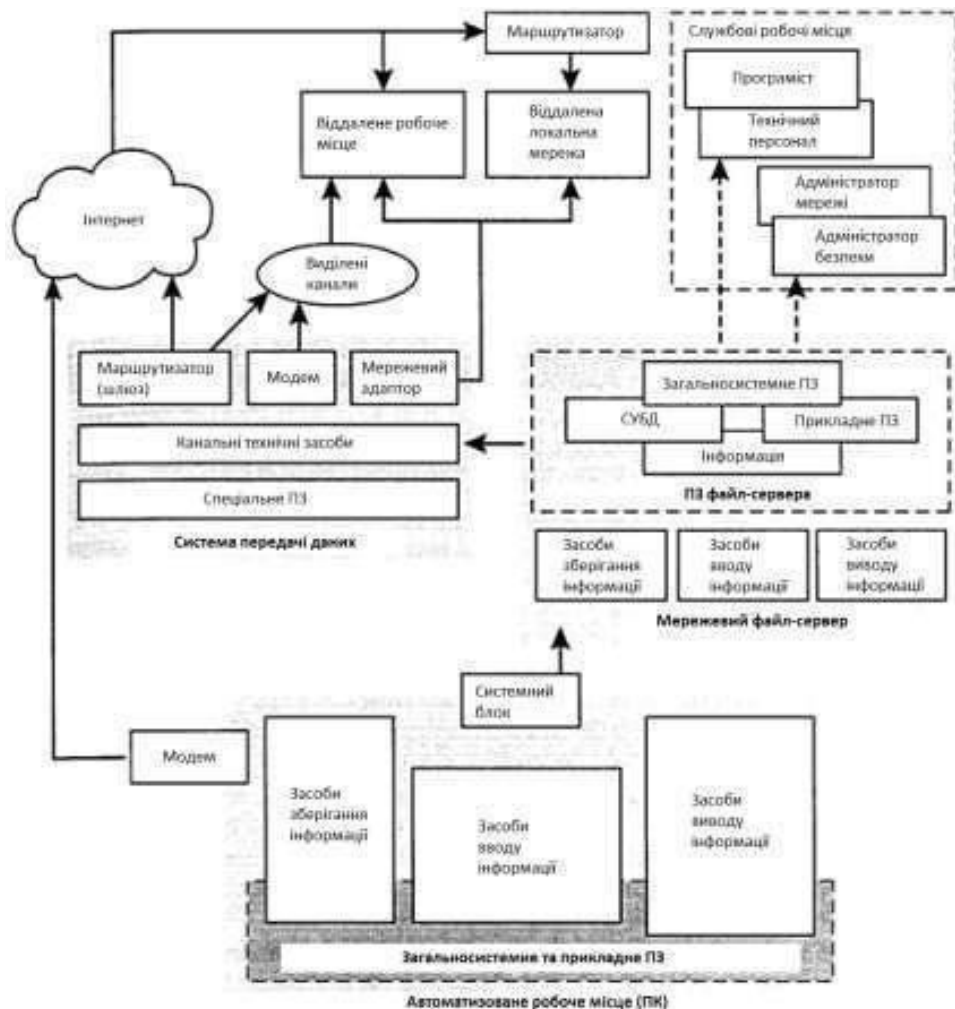 Маршрутизатор
Службові робочі місця
Програміст
Технічний
персонал
Адміністратор
мережі
Адміністратор
безпеки
Віддалене робоче
місце
Віддалена
локальна
мережа
Інтернет
Виділені
канали
Маршрутизатор
(шлюз)
Модем
Мережевий
адаптор
Канальні технічні засоби
Спеціальне ПЗ
Система передачі даних
Загальносистемне ПЗ
СУБД
Прикладне ПЗ
Інформація
ПЗ файл-сервера
Засоби
зберігання
інформації
Засоби
вводу
інформації
Засоби
виводу
інформації
Мережевий файл-сервер
Системний
блок
Модем
Засоби
зберігання
інформації
Засоби
вводу
інформації
Засоби
виводу
інформації
Загальносистемне та прикладне ПЗ
Автоматизоване робоче місце (ПК)